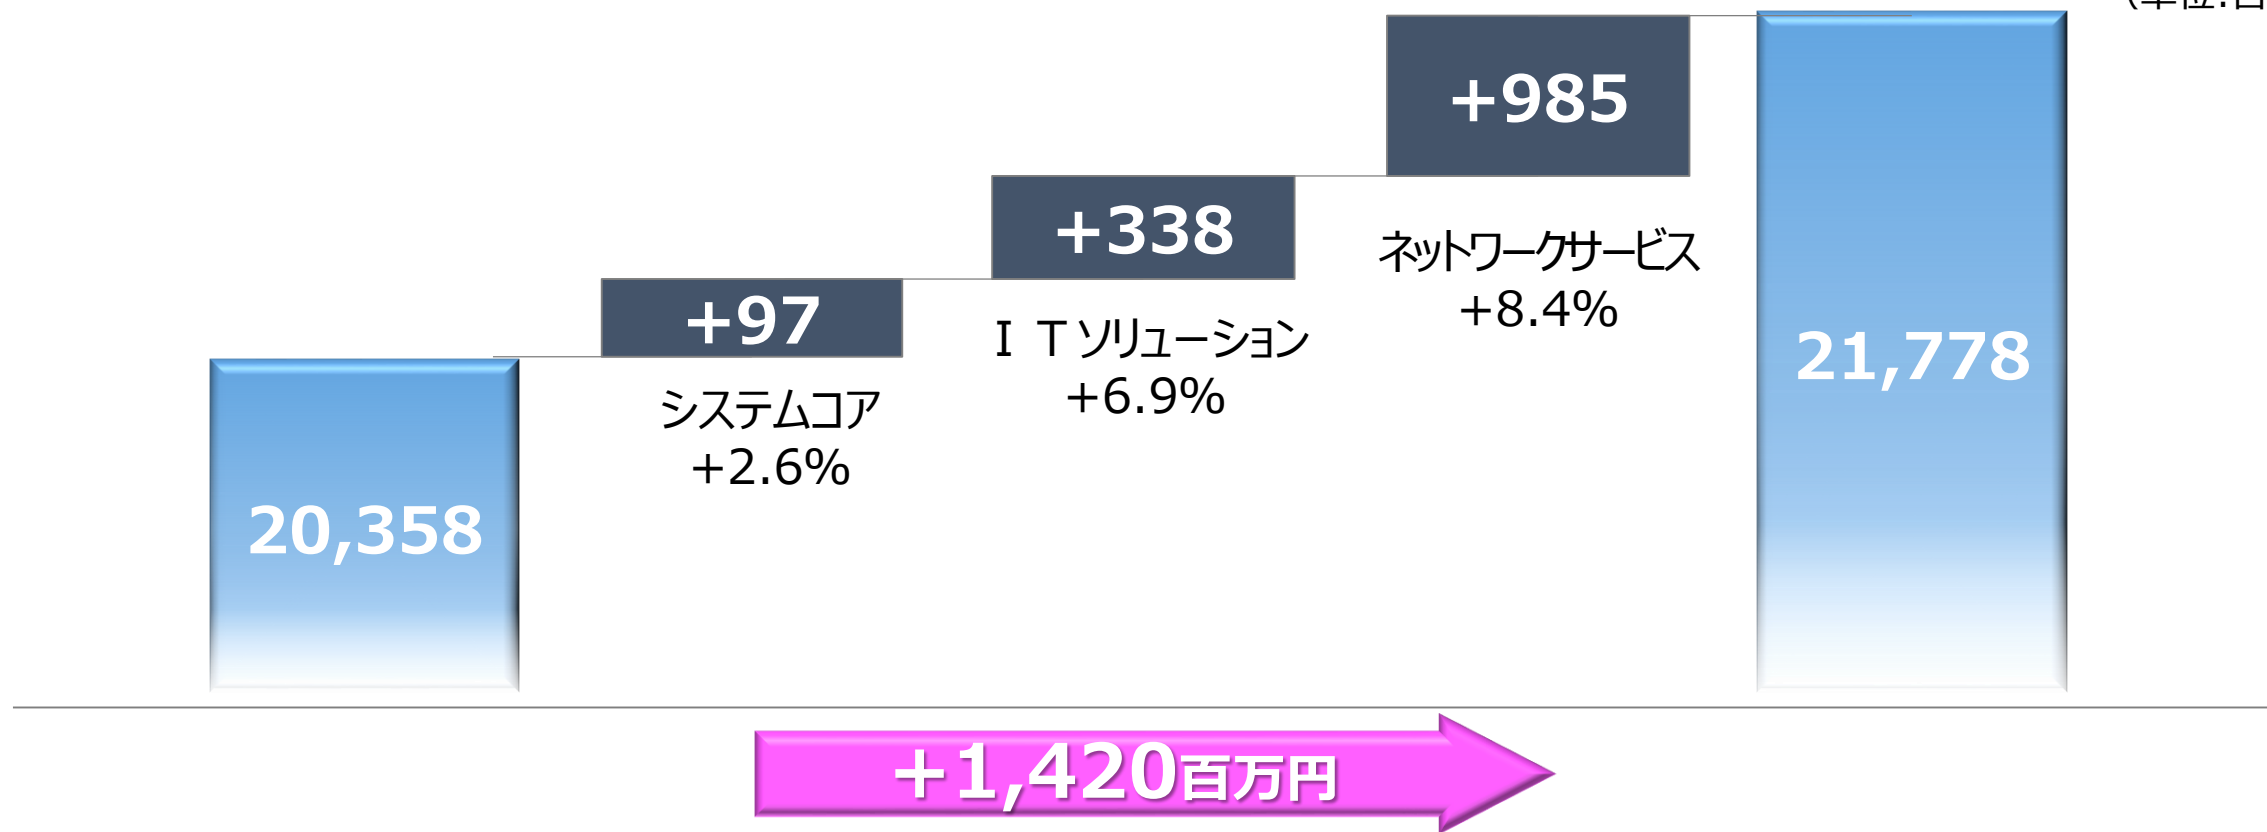 +985
+338
ネットワークサービス
+8.4%
+97
ＩＴソリューション
+6.9%
21,778
システムコア
+2.6%
20,358
+1,420百万円